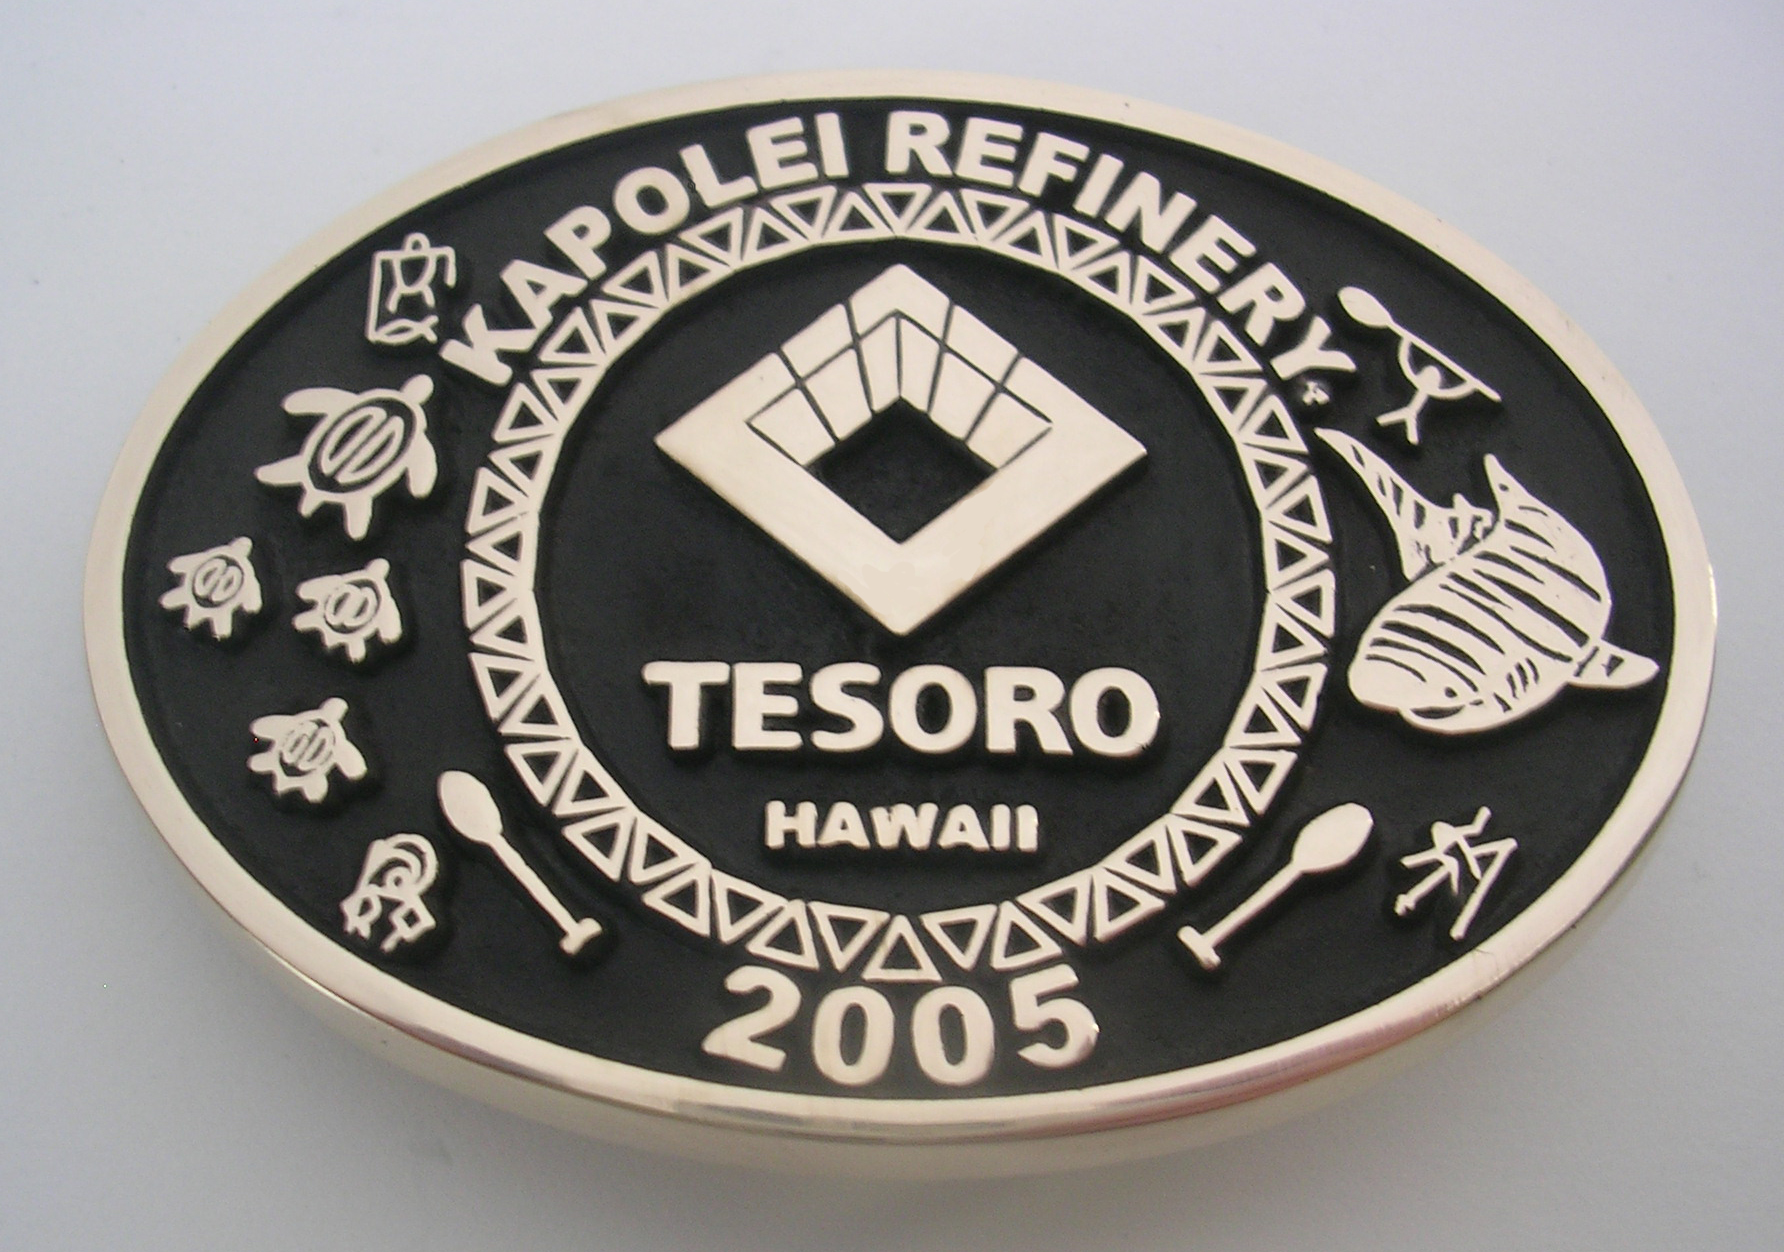 KAPOLEI REFINERY
TESORO
HAWAII
2005